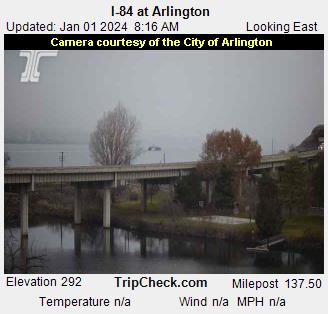 I-84 at Arlington
Updated: Jan 01 2024 8:16 AM Looking East
Camera courtesy of the City of Arlington
Elevation 292 TripCheck.com Milepost 137.50
Temperature n/a Wind n/a MPH n/a